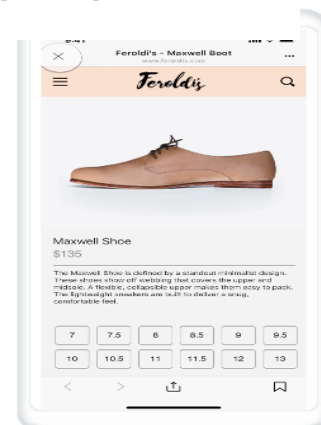 Feroldi's - Maxwell Boot
www.feroldis.com
Feroldis
Maxwell Shoe
$135
The Maxwell Shoe is defined by a standout minimalist design.
These shoes show off webbing that covers the upper and
midsole. A flexible, collapsible upper makes them easy to pack.
The lightweight sneakers are built to deliver a snug,
comfortable feel.
7 7.5 8 8.5 9 9.5
10 10.5 11 11.5 12 13